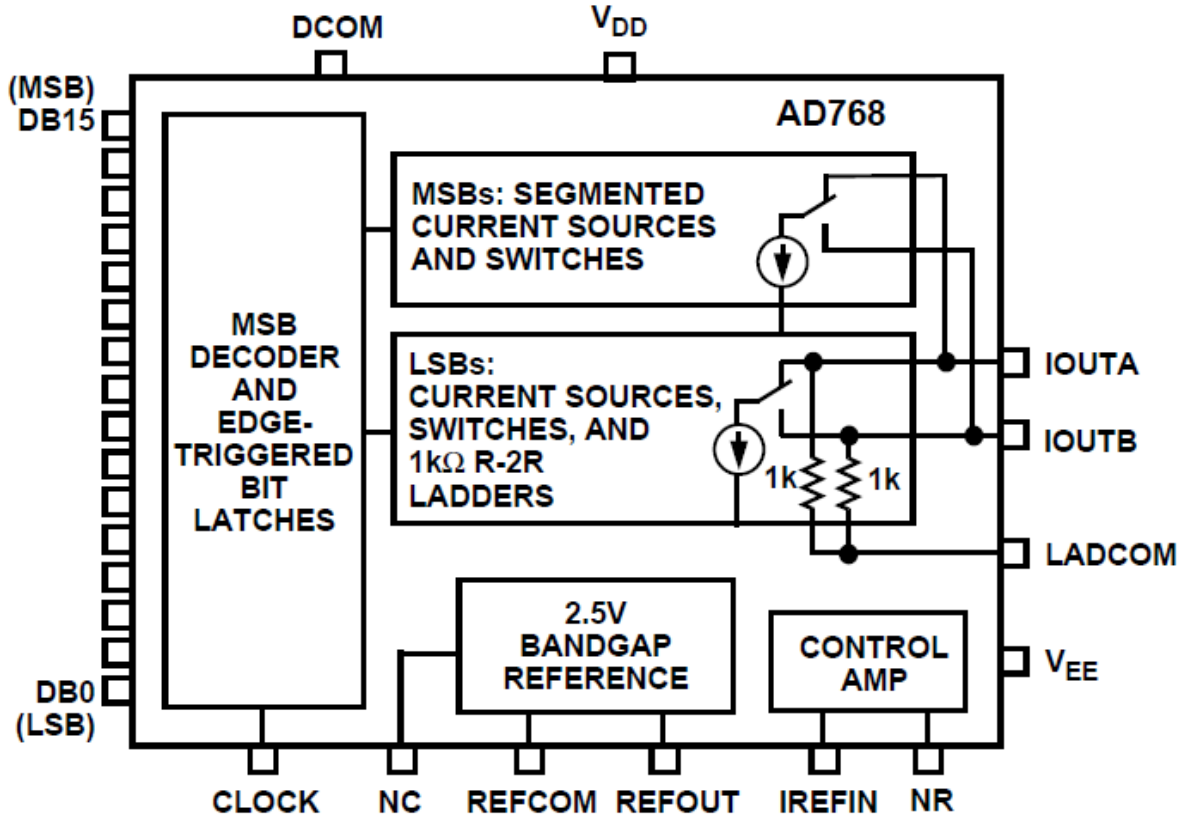 DCOM
V_DD
(MSB)
DB15
AD768
MSBs: SEGMENTED
CURRENT SOURCES
AND SWITCHES
MSB
DECODER
AND
EDGE-
TRIGGERED
BIT
LATCHES
LSBs:
CURRENT SOURCES,
SWITCHES, AND
1kΩ R-2R
LADDERS
1k
1k
IOUTA
IOUTB
LADCOM
2.5V
BANDGAP
REFERENCE
CONTROL
AMP
V_EE
DB0
(LSB)
CLOCK
NC
REFCOM
REFOUT
IREFIN
NR